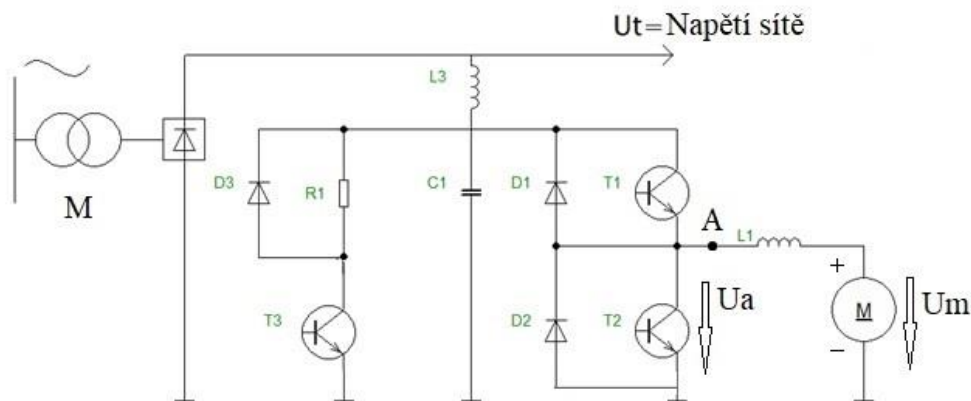 Ut= Napětí sítě
L3
M
D3
R1
C1
D1
T1
A
L1
T3
D2
T2
Ua
+
M
−
Um